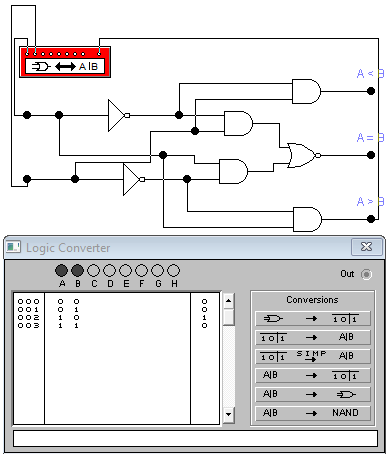 A|B
A < B
A = B
A > B
Logic Converter
Out
A B C D E F G H
Conversions
000 0 0 0
001 0 1 0
002 1 0 1
003 1 1 0
1 0 1
1 0 1 A|B
1 0 1 SIMP A|B
A|B 1 0 1
A|B
A|B NAND